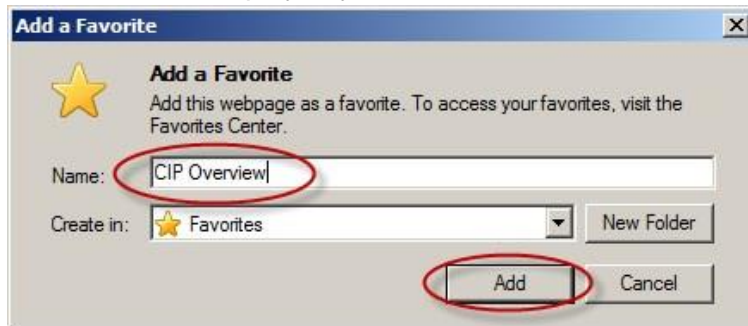 Add a Favorite
Add a Favorite
Add this webpage as a favorite. To access your favorites, visit the
Favorites Center.
Name: CIP Overview
Create in: Favorites New Folder
Add Cancel